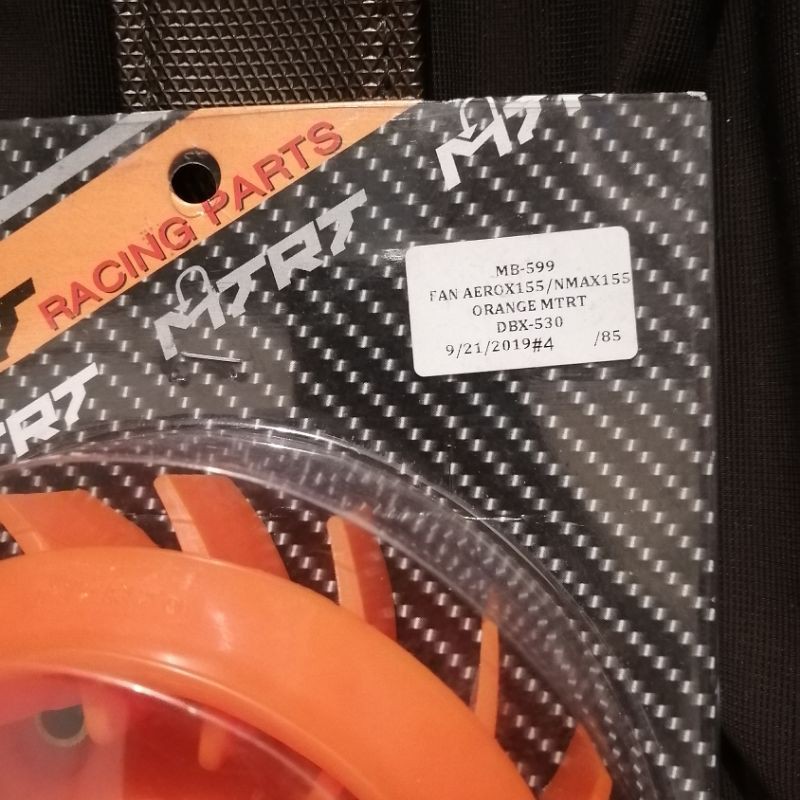 MTRT
RACING PARTS
MTRT
MB-599
FAN AEROX155/NMAX155
ORANGE MTRT
DBX-530
9/21/2019#4 /85